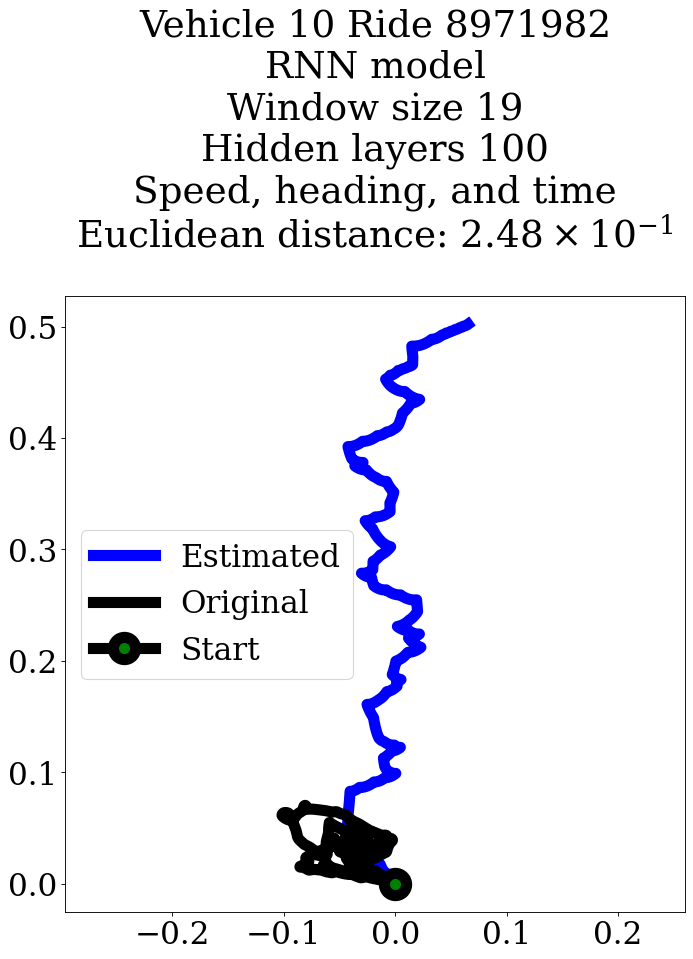 Vehicle 10 Ride 8971982
RNN model
Window size 19
Hidden layers 100
Speed, heading, and time
Euclidean distance: 2.48 × 10⁻¹
0.5
0.4
0.3
0.2
0.1
0.0
Estimated
Original
Start
−0.2
−0.1
0.0
0.1
0.2